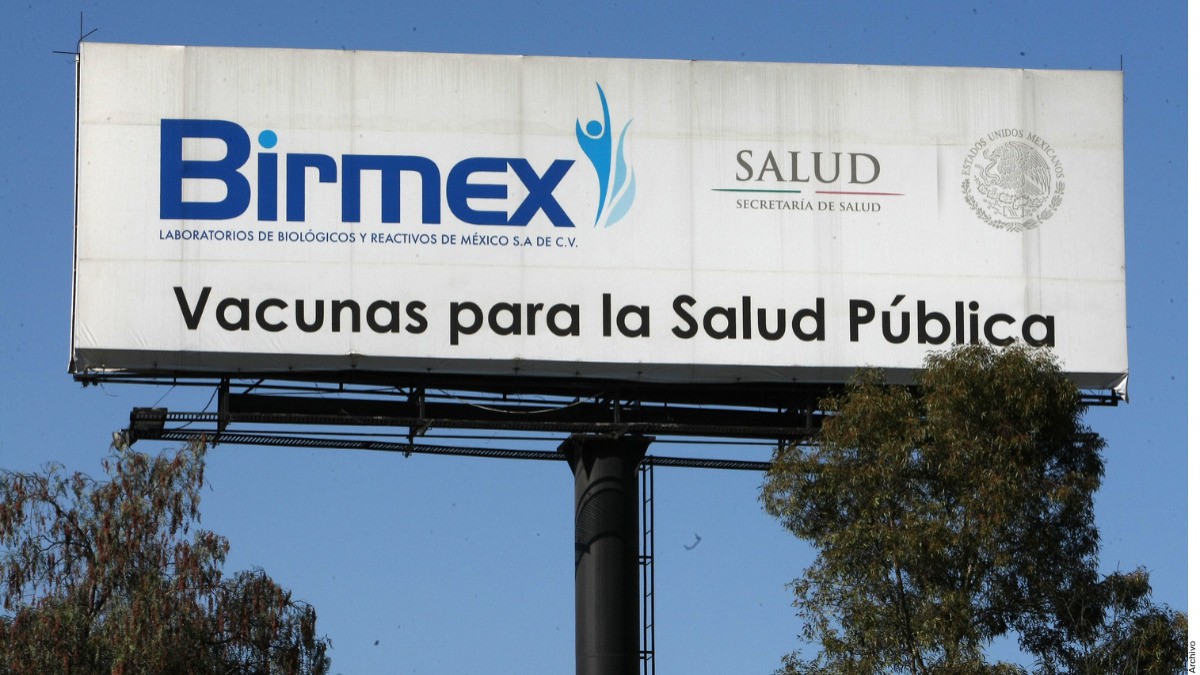 Birmex
LABORATORIOS DE BIOLÓGICOS Y REACTIVOS DE MÉXICO S.A DE C.V.
SALUD
SECRETARÍA DE SALUD
ESTADOS UNIDOS MEXICANOS
Vacunas para la Salud Pública
Archivo